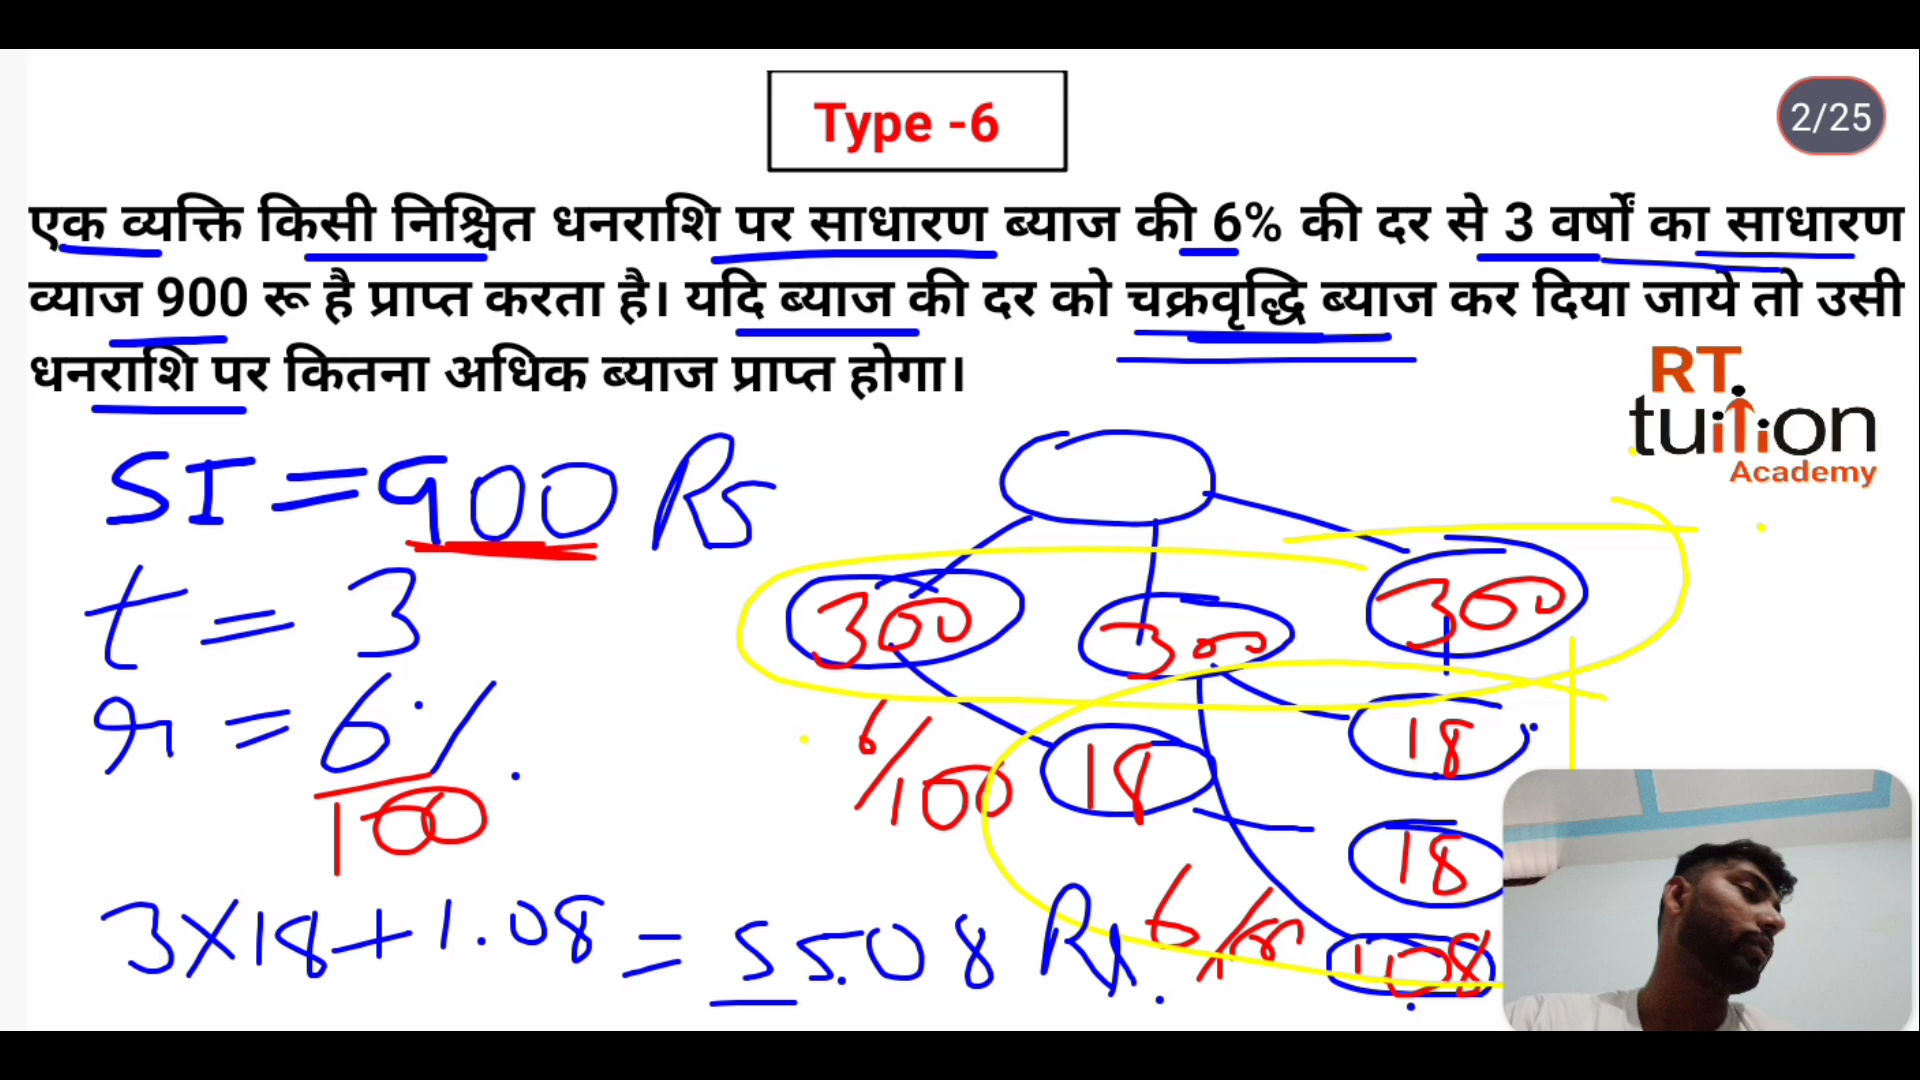 Type -6
2/25
एक व्यक्ति किसी निश्चित धनराशि पर साधारण ब्याज की 6% की दर से 3 वर्षों का साधारण
व्याज 900 रू है प्राप्त करता है। यदि ब्याज की दर को चक्रवृद्धि ब्याज कर दिया जाये तो उसी
धनराशि पर कितना अधिक ब्याज प्राप्त होगा।
RT
tuition
Academy
SI = 900 Rs
t = 3
r = 6%
100
300 300 300
6/100
18 18
18
6/100
1.08
3×18+1.08 = 55.08 Rs.